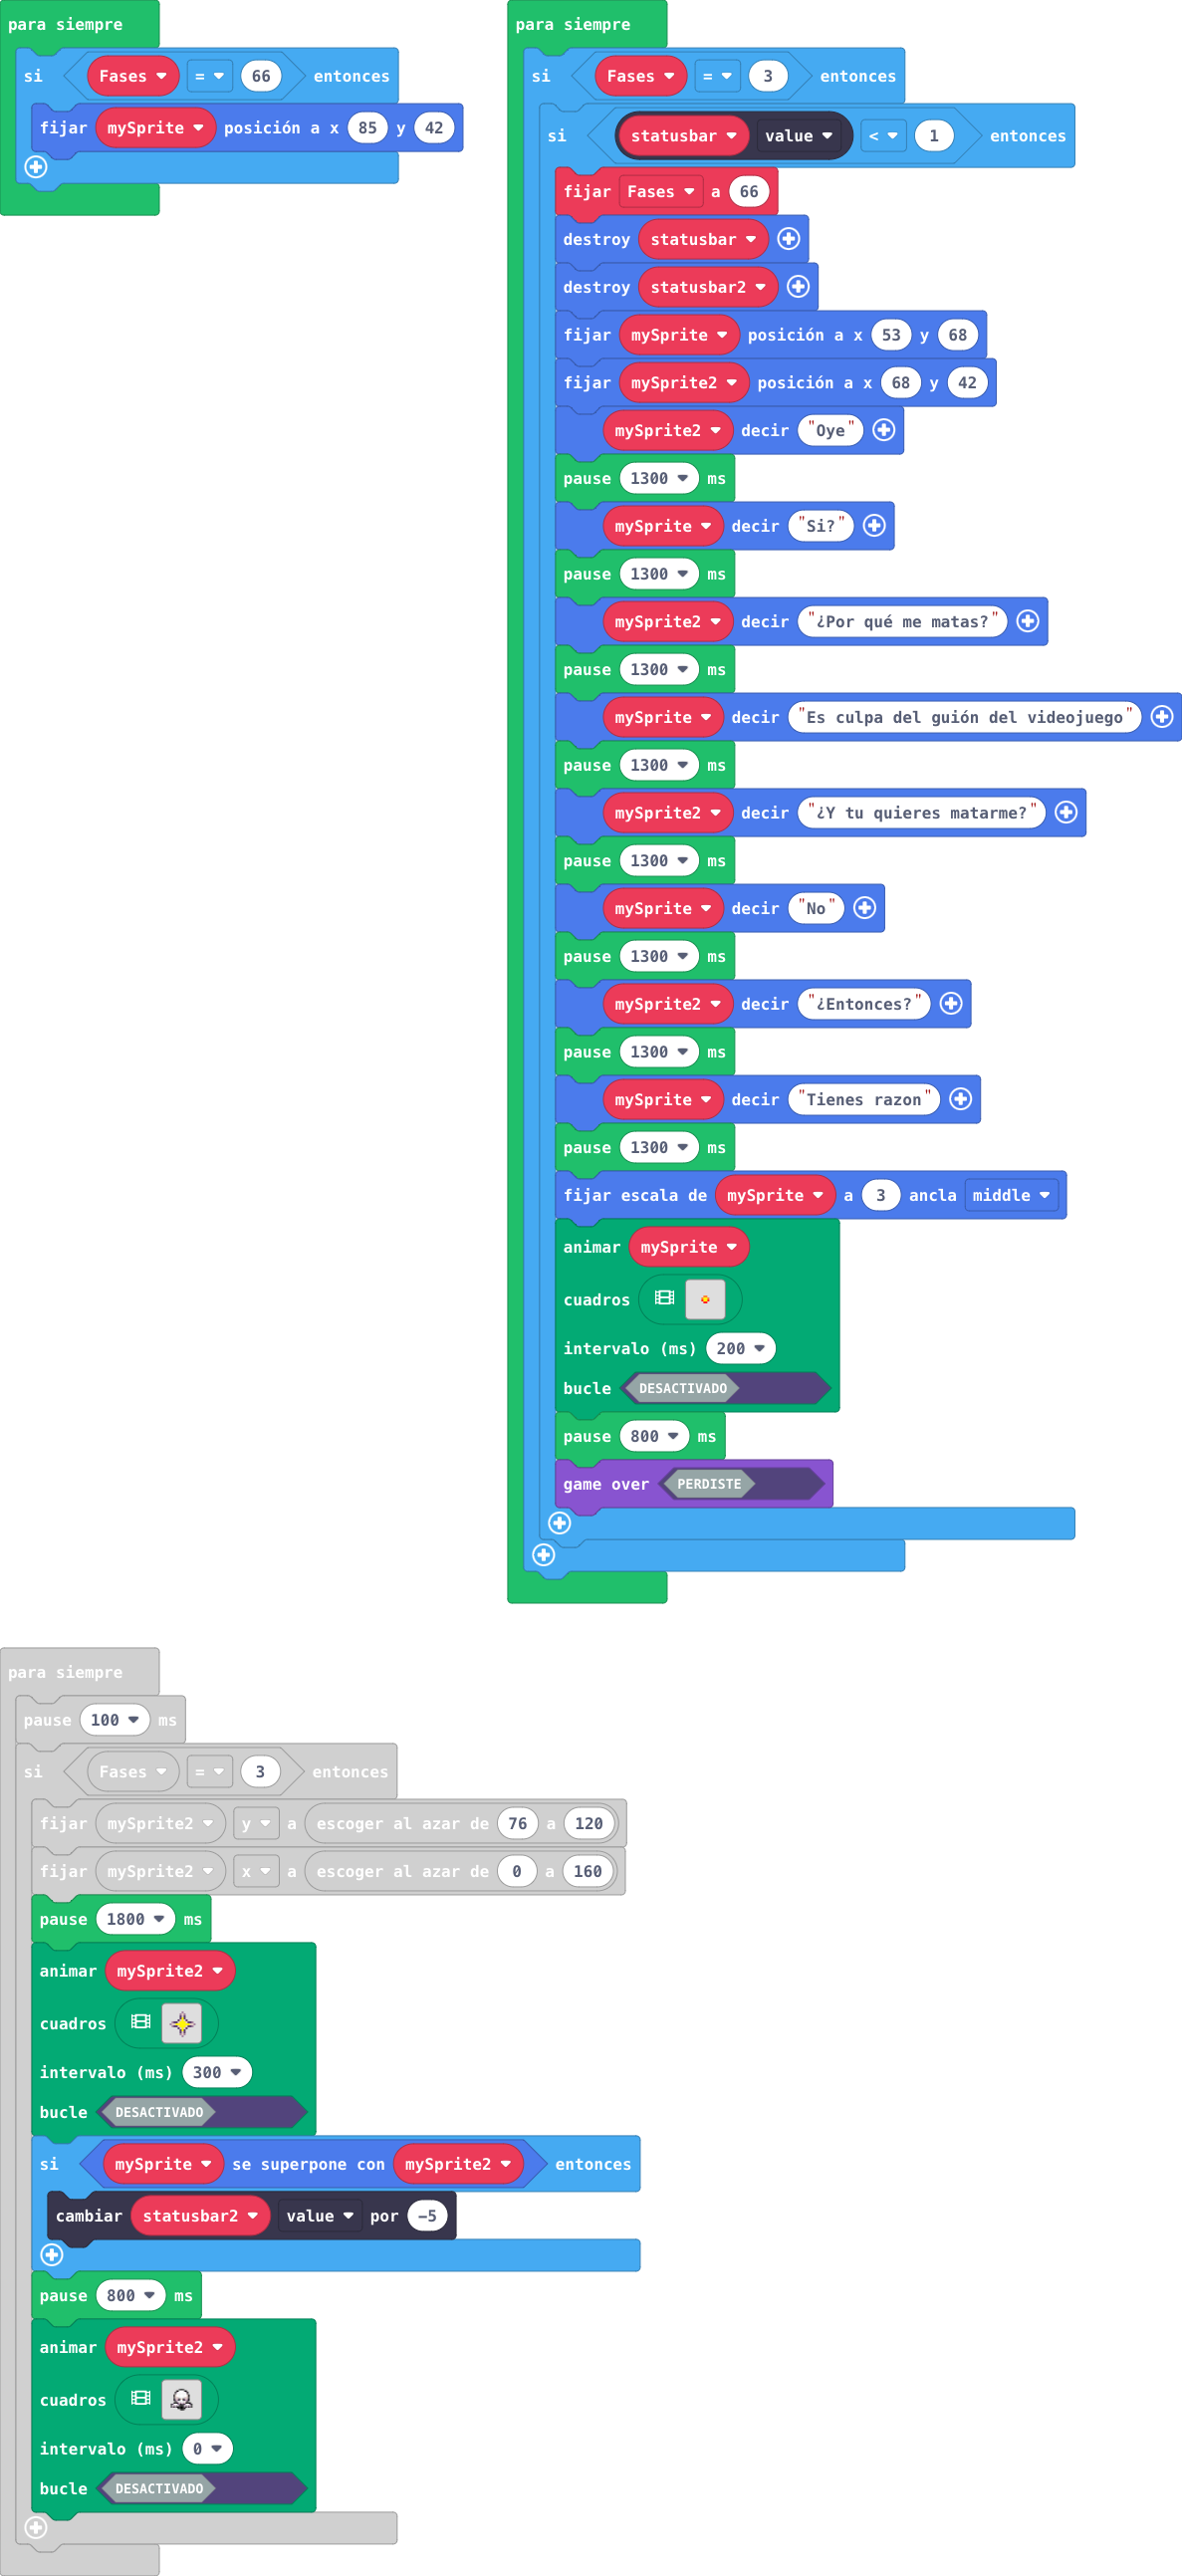 para siempre
si Fases = 66 entonces
fijar mySprite posición a x 85 y 42
para siempre
si Fases = 3 entonces
si statusbar value < 1 entonces
fijar Fases a 66
destroy statusbar
destroy statusbar2
fijar mySprite posición a x 53 y 68
fijar mySprite2 posición a x 68 y 42
mySprite2 decir "Oye"
pause 1300 ms
mySprite decir "Si?"
pause 1300 ms
mySprite2 decir "¿Por qué me matas?"
pause 1300 ms
mySprite decir "Es culpa del guión del videojuego"
pause 1300 ms
mySprite2 decir "¿Y tu quieres matarme?"
pause 1300 ms
mySprite decir "No"
pause 1300 ms
mySprite2 decir "¿Entonces?"
pause 1300 ms
mySprite decir "Tienes razon"
pause 1300 ms
fijar escala de mySprite a 3 ancla middle
animar mySprite
cuadros
intervalo (ms) 200
bucle DESACTIVADO
pause 800 ms
game over PERDISTE
para siempre
pause 100 ms
si Fases = 3 entonces
fijar mySprite2 y a escoger al azar de 76 a 120
fijar mySprite2 x a escoger al azar de 0 a 160
pause 1800 ms
animar mySprite2
cuadros
intervalo (ms) 300
bucle DESACTIVADO
si mySprite se superpone con mySprite2 entonces
cambiar statusbar2 value por -5
pause 800 ms
animar mySprite2
cuadros
intervalo (ms) 0
bucle DESACTIVADO